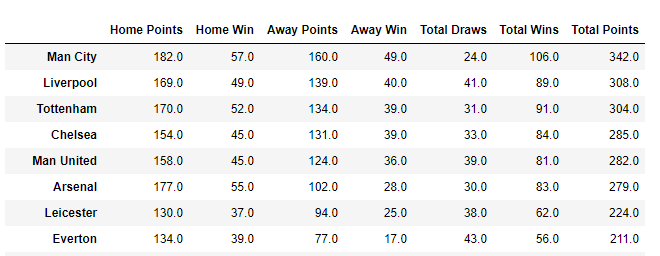 Home Points Home Win Away Points Away Win Total Draws Total Wins Total Points
Man City 182.0 57.0 160.0 49.0 24.0 106.0 342.0
Liverpool 169.0 49.0 139.0 40.0 41.0 89.0 308.0
Tottenham 170.0 52.0 134.0 39.0 31.0 91.0 304.0
Chelsea 154.0 45.0 131.0 39.0 33.0 84.0 285.0
Man United 158.0 45.0 124.0 36.0 39.0 81.0 282.0
Arsenal 177.0 55.0 102.0 28.0 30.0 83.0 279.0
Leicester 130.0 37.0 94.0 25.0 38.0 62.0 224.0
Everton 134.0 39.0 77.0 17.0 43.0 56.0 211.0